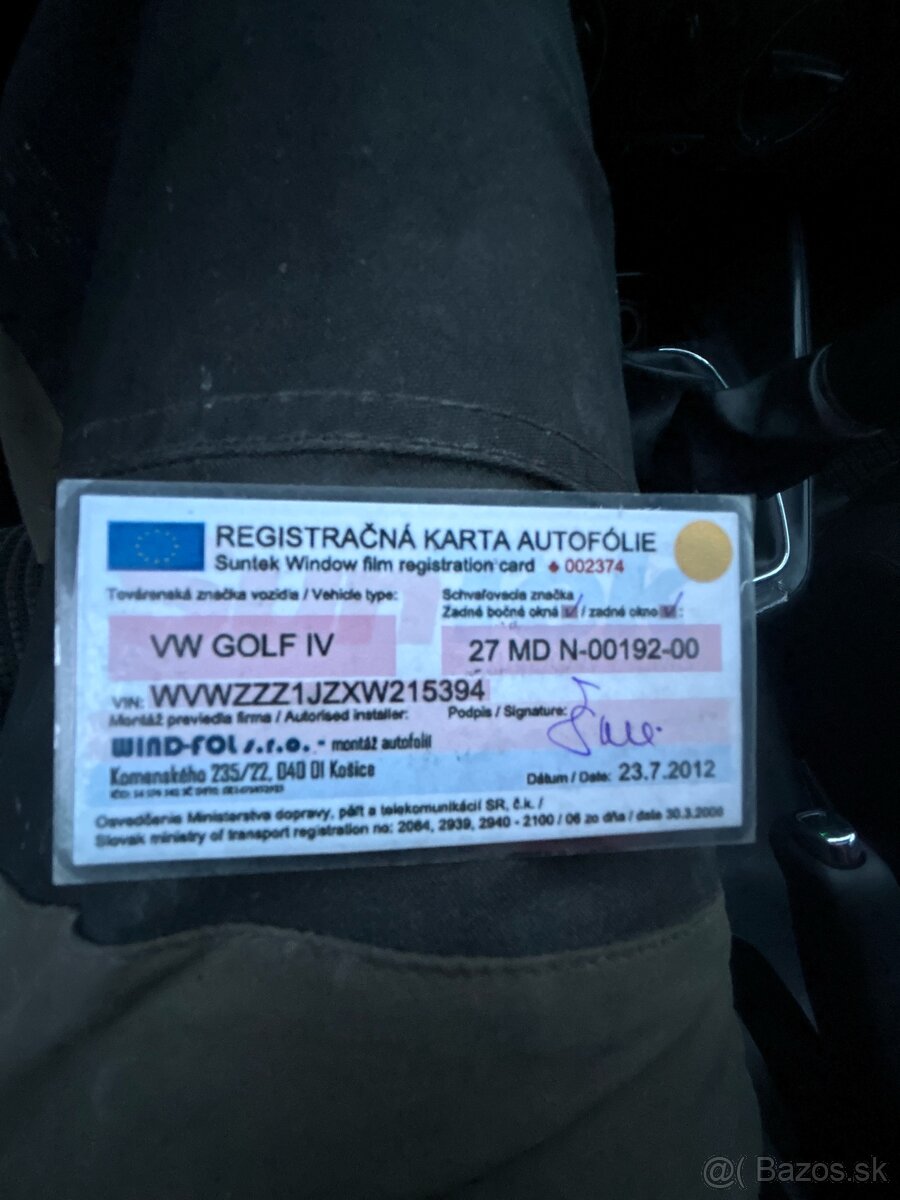 REGISTRAČNÁ KARTA AUTOFÓLIE
Suntek Window film registration card ♦ 002374
Továrenská značka vozidla / Vehicle type:
Schvaľovacia značka
Zadné bočné okná / zadné okno :
VW GOLF IV
27 MD N-00192-00
VIN: WVWZZZ1JZXW215394
Montáž previedla firma / Autorised installer:
Podpis / Signature:
WIND-FOL s.r.o. - montáž autofólií
Komenského 235/22, 040 01 Košice
Dátum / Date: 23.7.2012
Osvedčenie Ministerstva dopravy, pôšt a telekomunikácií SR, č.k. /
Slovak ministry of transport registration no: 2064, 2939, 2940 - 2100 / 06 zo dňa / date 30.3.2006
@( Bazos.sk